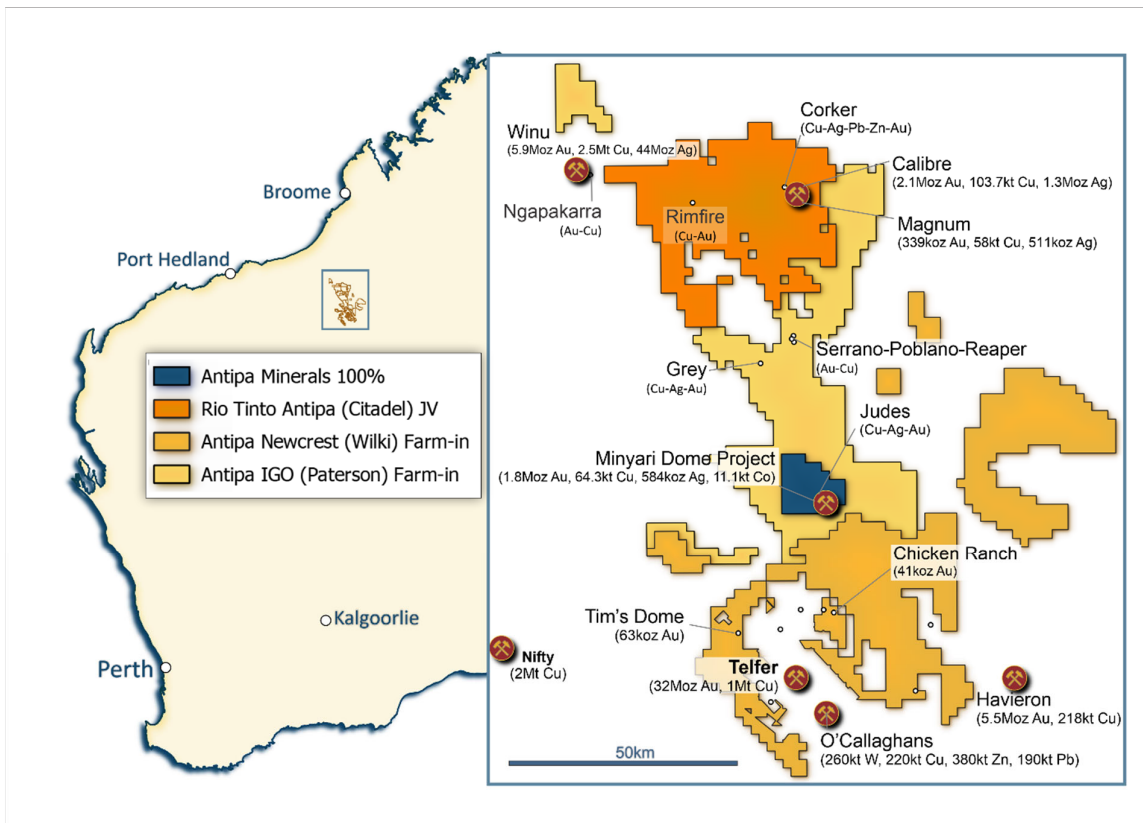 Broome
Port Hedland
Kalgoorlie
Perth
Antipa Minerals 100%
Rio Tinto Antipa (Citadel) JV
Antipa Newcrest (Wilki) Farm-in
Antipa IGO (Paterson) Farm-in
Winu
(5.9Moz Au, 2.5Mt Cu, 44Moz Ag)
Ngapakarra
(Au-Cu)
Rimfire
(Cu-Au)
Corker
(Cu-Ag-Pb-Zn-Au)
Calibre
(2.1Moz Au, 103.7kt Cu, 1.3Moz Ag)
Magnum
(339koz Au, 58kt Cu, 511koz Ag)
Serrano-Poblano-Reaper
(Au-Cu)
Grey
(Cu-Ag-Au)
Judes
(Cu-Ag-Au)
Minyari Dome Project
(1.8Moz Au, 64.3kt Cu, 584koz Ag, 11.1kt Co)
Chicken Ranch
(41koz Au)
Tim's Dome
(63koz Au)
Nifty
(2Mt Cu)
Telfer
(32Moz Au, 1Mt Cu)
Havieron
(5.5Moz Au, 218kt Cu)
O'Callaghans
(260kt W, 220kt Cu, 380kt Zn, 190kt Pb)
50km